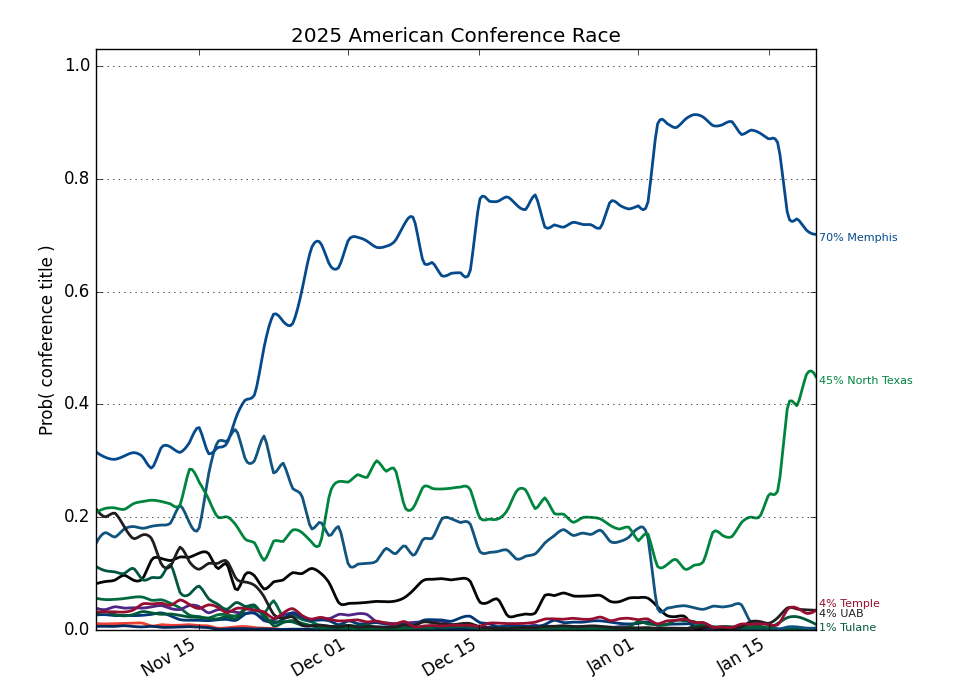 2025 American Conference Race
Prob( conference title )
1.0
0.8
0.6
0.4
0.2
0.0
70% Memphis
45% North Texas
4% Temple
4% UAB
1% Tulane
Nov 15
Dec 01
Dec 15
Jan 01
Jan 15